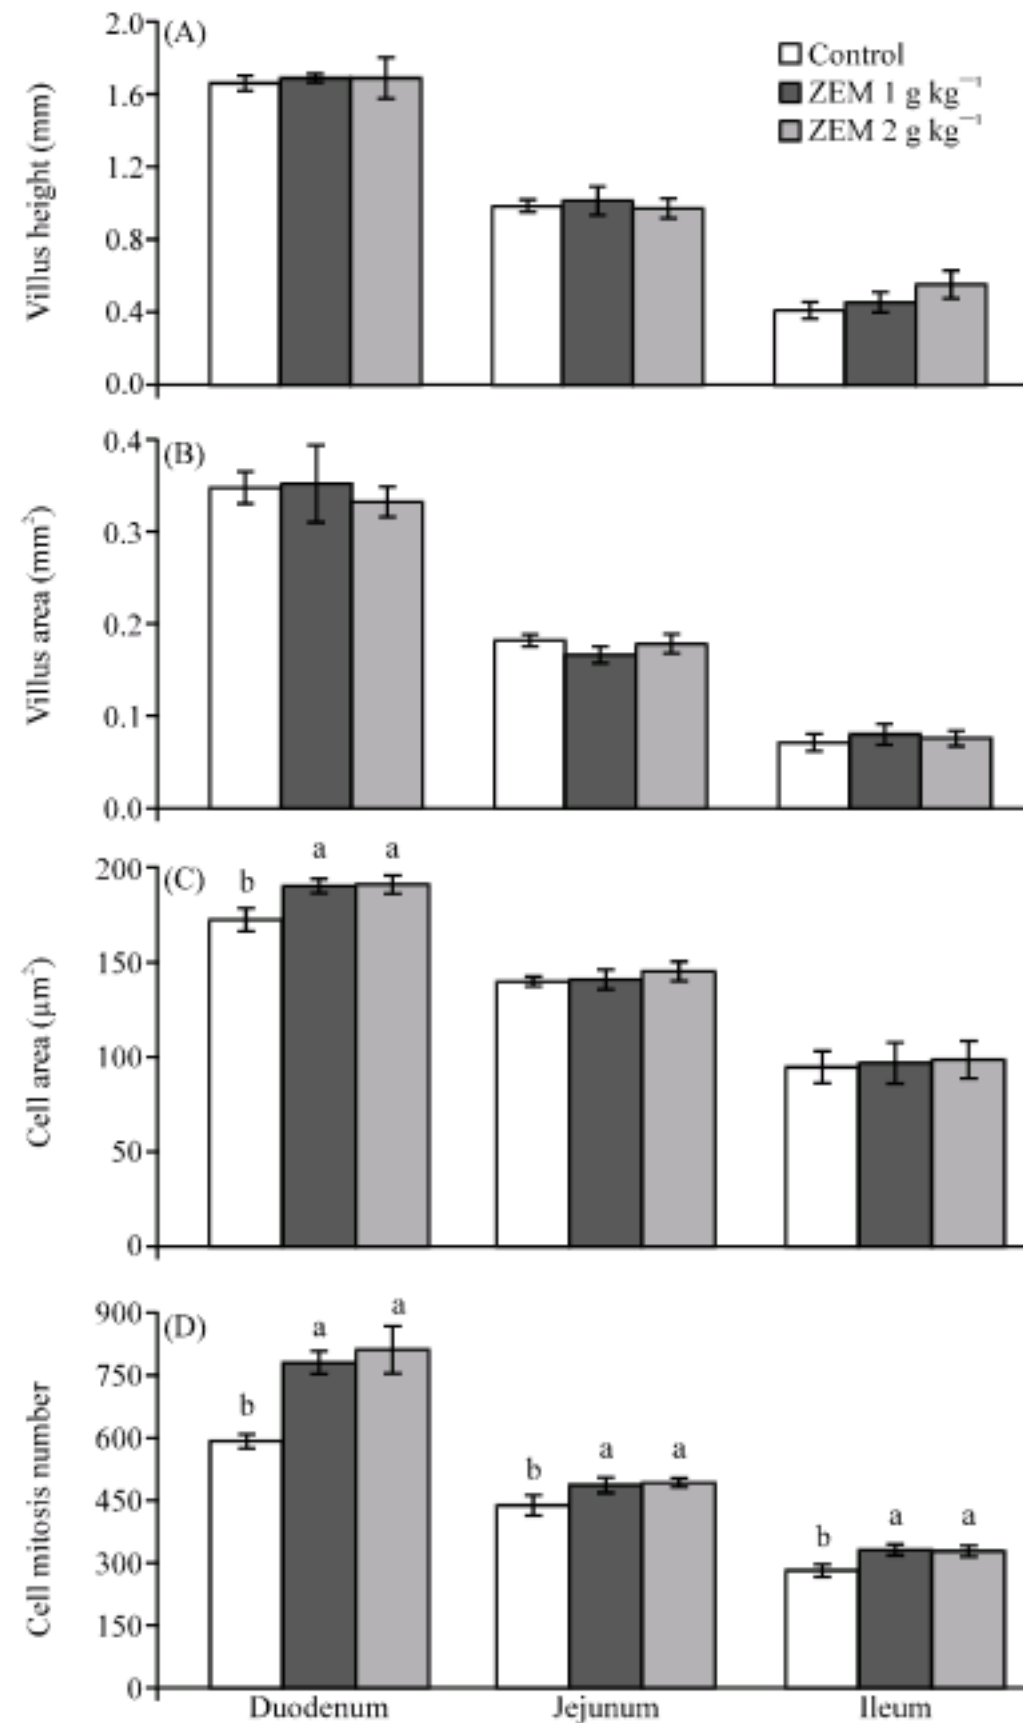 (A)
Control
ZEM 1 g kg⁻¹
ZEM 2 g kg⁻¹
Villus height (mm)
2.0
1.6
1.2
0.8
0.4
0.0
(B)
Villus area (mm²)
0.4
0.3
0.2
0.1
0.0
(C)
Cell area (µm²)
200
150
100
50
0
b a a
(D)
Cell mitosis number
900
750
600
450
300
150
0
b a a
b a a
b a a
Duodenum Jejunum Ileum